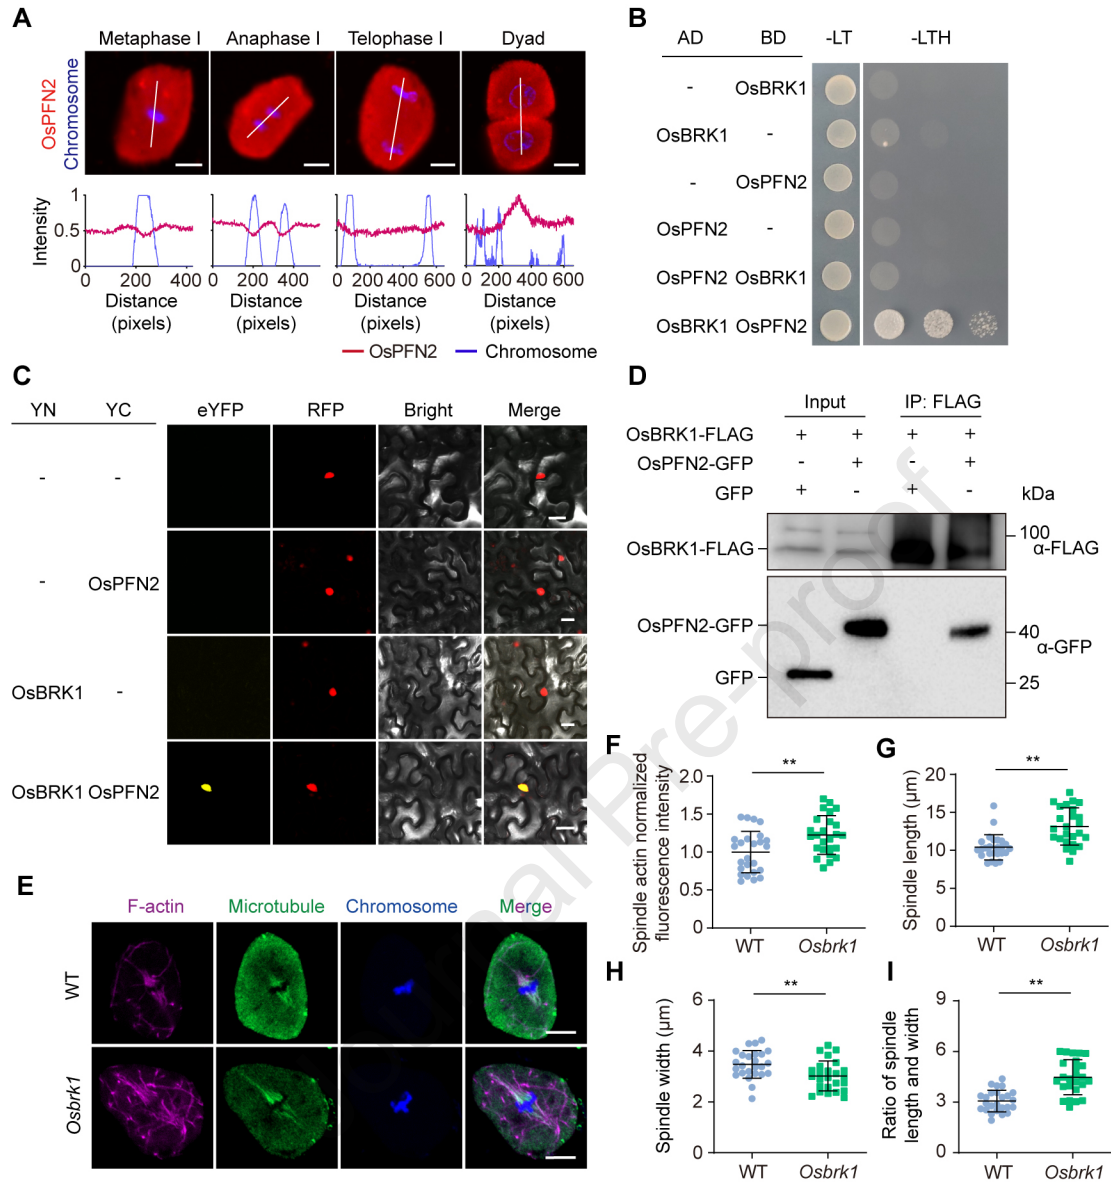 A
Metaphase I Anaphase I Telophase I Dyad
OsPFN2
Chromosome
Intensity
1
0.5
0
0 200 400 0 200 400 0 200 400 600 0 200 400 600
Distance (pixels) Distance (pixels) Distance (pixels) Distance (pixels)
OsPFN2 Chromosome
B
AD BD -LT -LTH
- OsBRK1
OsBRK1 -
- OsPFN2
OsPFN2 -
OsPFN2 OsBRK1
OsBRK1 OsPFN2
C
YN YC eYFP RFP Bright Merge
- -
- OsPFN2
OsBRK1 -
OsBRK1 OsPFN2
D
Input IP: FLAG
OsBRK1-FLAG + + + +
OsPFN2-GFP - + - +
GFP + - + - kDa
OsBRK1-FLAG 100 α-FLAG
OsPFN2-GFP 40 α-GFP
GFP 25
E
F-actin Microtubule Chromosome Merge
WT
Osbrk1
F
Spindle actin normalized
fluorescence intensity
**
2.0
1.5
1.0
0.5
0
WT Osbrk1
G
Spindle length (µm)
**
20
15
10
5
0
WT Osbrk1
H
Spindle width (µm)
**
6
4
2
0
WT Osbrk1
I
Ratio of spindle
length and width
**
9
6
3
0
WT Osbrk1
Journal Pre-proof